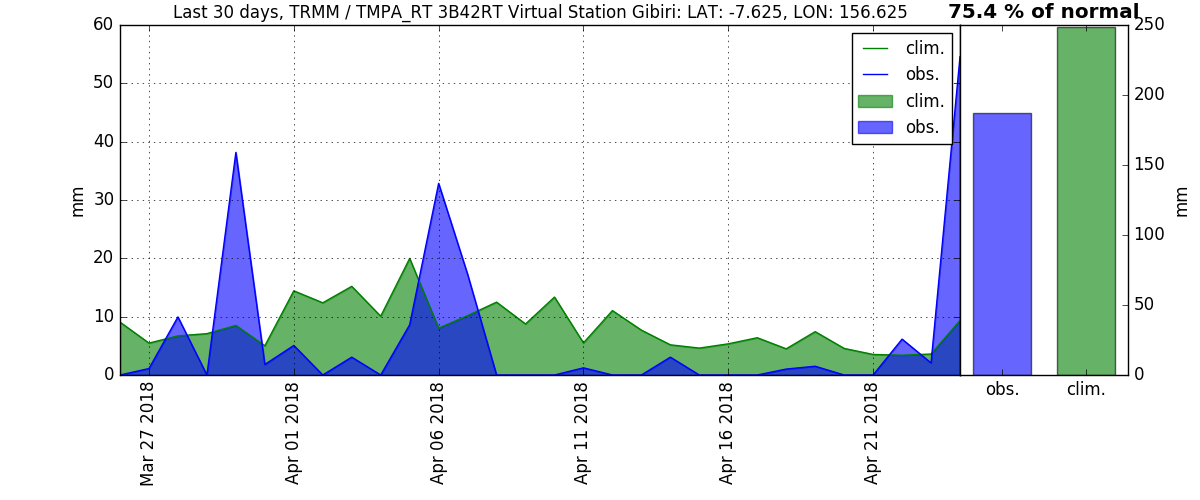 Last 30 days, TRMM / TMPA_RT 3B42RT Virtual Station Gibiri: LAT: -7.625, LON: 156.625
75.4 % of normal
60
50
40
30
20
10
0
mm
clim.
obs.
clim.
obs.
250
200
150
100
50
0
mm
obs.
clim.
Mar 27 2018
Apr 01 2018
Apr 06 2018
Apr 11 2018
Apr 16 2018
Apr 21 2018